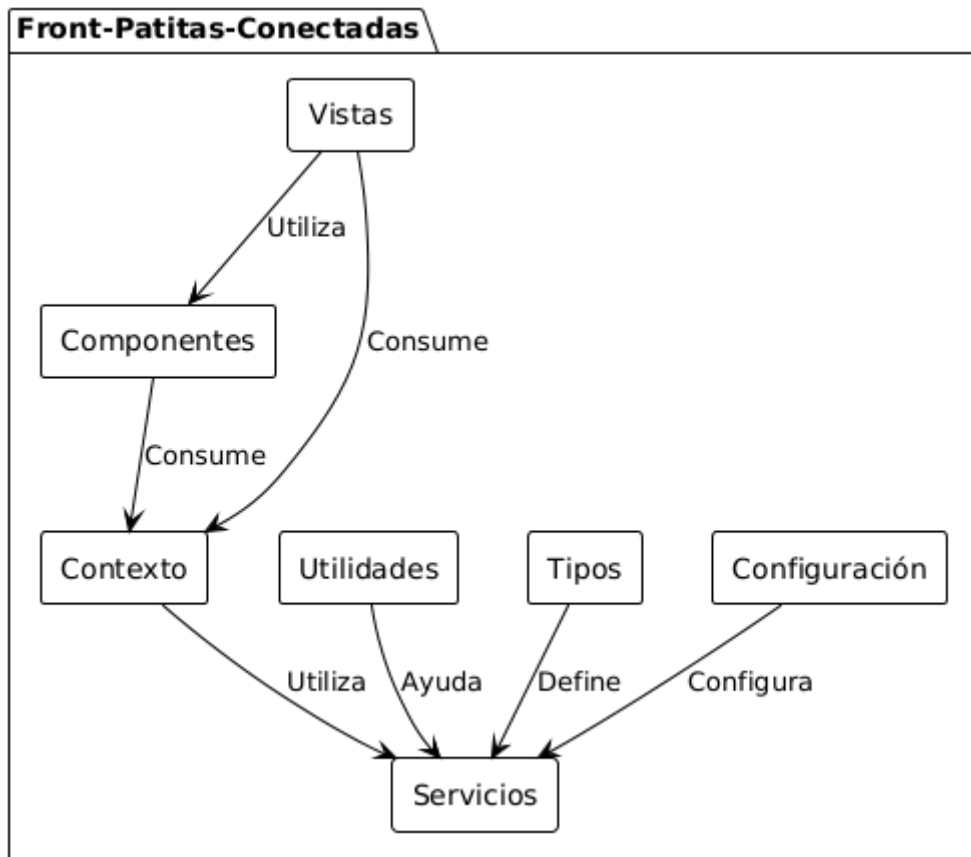 Front-Patitas-Conectadas
Vistas
Utiliza
Componentes
Consume
Consume
Contexto
Utilidades
Tipos
Configuración
Utiliza
Ayuda
Define
Configura
Servicios